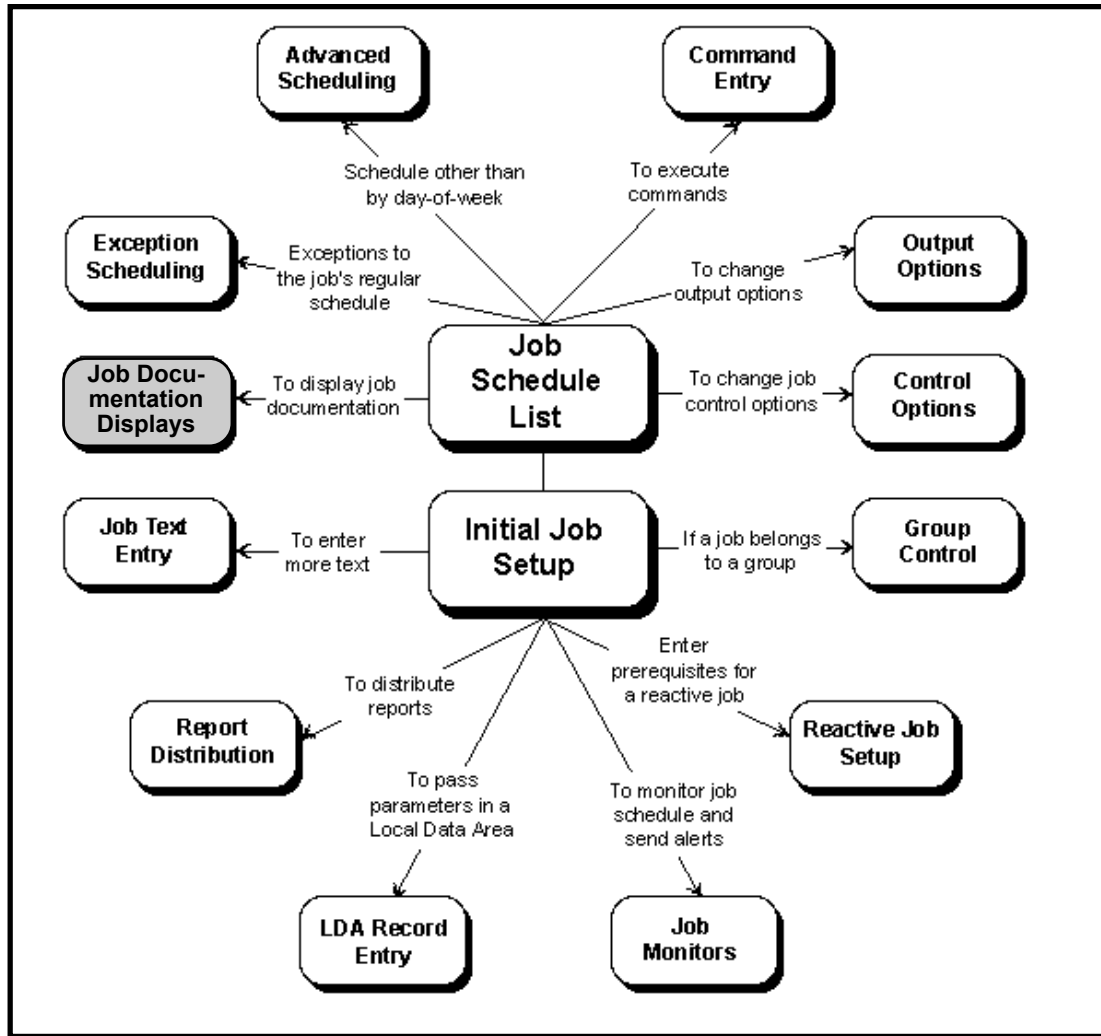 Advanced
Scheduling
Command
Entry
Schedule other than
by day-of-week
To execute
commands
Exception
Scheduling
Exceptions to
the job's regular
schedule
To change
output options
Output
Options
Job Docu-
mentation
Displays
To display job
documentation
Job
Schedule
List
To change job
control options
Control
Options
Job Text
Entry
To enter
more text
Initial Job
Setup
If a job belongs
to a group
Group
Control
Report
Distribution
To distribute
reports
Enter
prerequisites for
a reactive job
Reactive Job
Setup
To pass
parameters in a
Local Data Area
To monitor job
schedule and
send alerts
LDA Record
Entry
Job
Monitors